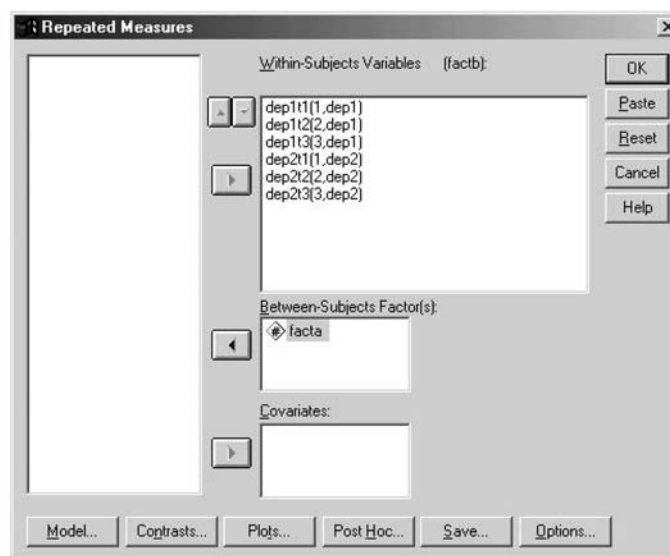 Repeated Measures
Within-Subjects Variables (factb):
dep1t1(1,dep1)
dep1t2(2,dep1)
dep1t3(3,dep1)
dep2t1(1,dep2)
dep2t2(2,dep2)
dep2t3(3,dep2)
OK
Paste
Reset
Cancel
Help
Between-Subjects Factor(s):
# facta
Covariates:
Model... Contrasts... Plots... Post Hoc... Save... Options...